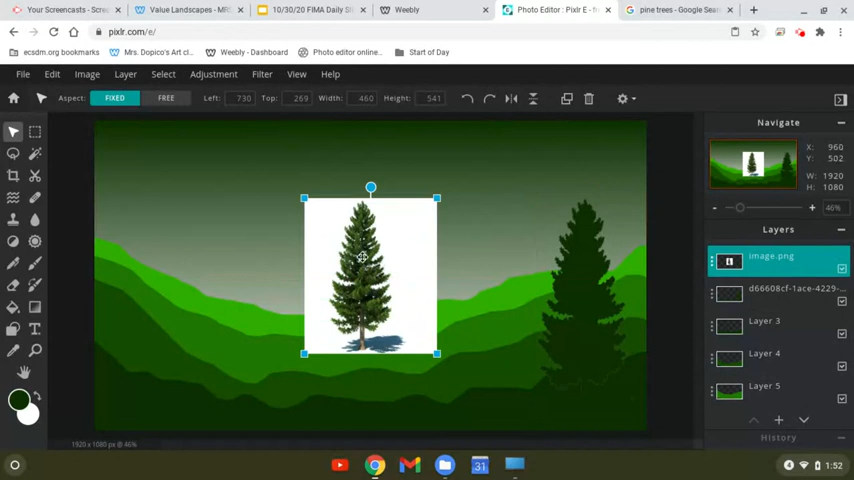 Your Screencasts - S
Value Landscapes - MRS
10/30/20 FIMA Daily S
Weebly
Photo Editor : Pixlr E - fr
pine trees - Google Sear
pixlr.com/e/
ecsdm.org bookmarks
Mrs. Dopico's Art cl...
Weebly - Dashboard
Photo editor online...
Start of Day
File Edit Image Layer Select Adjustment Filter View Help
Aspect: FIXED FREE Left: 730 Top: 269 Width: 460 Height: 541
Navigate
X: 960
Y: 502
W: 1920
H: 1080
46%
Layers
image.png
d66608cf-1ace-4229-...
Layer 3
Layer 4
Layer 5
History
1920 x 1080 px @ 46%
31
4
1:52